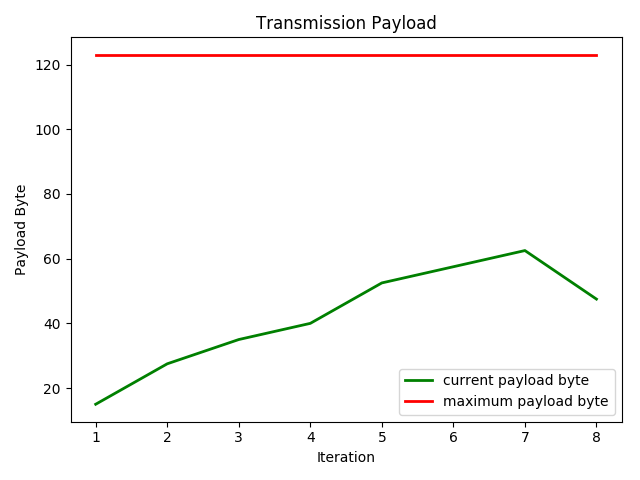 Transmission Payload
Payload Byte
120
100
80
60
40
20
current payload byte
maximum payload byte
1 2 3 4 5 6 7 8
Iteration